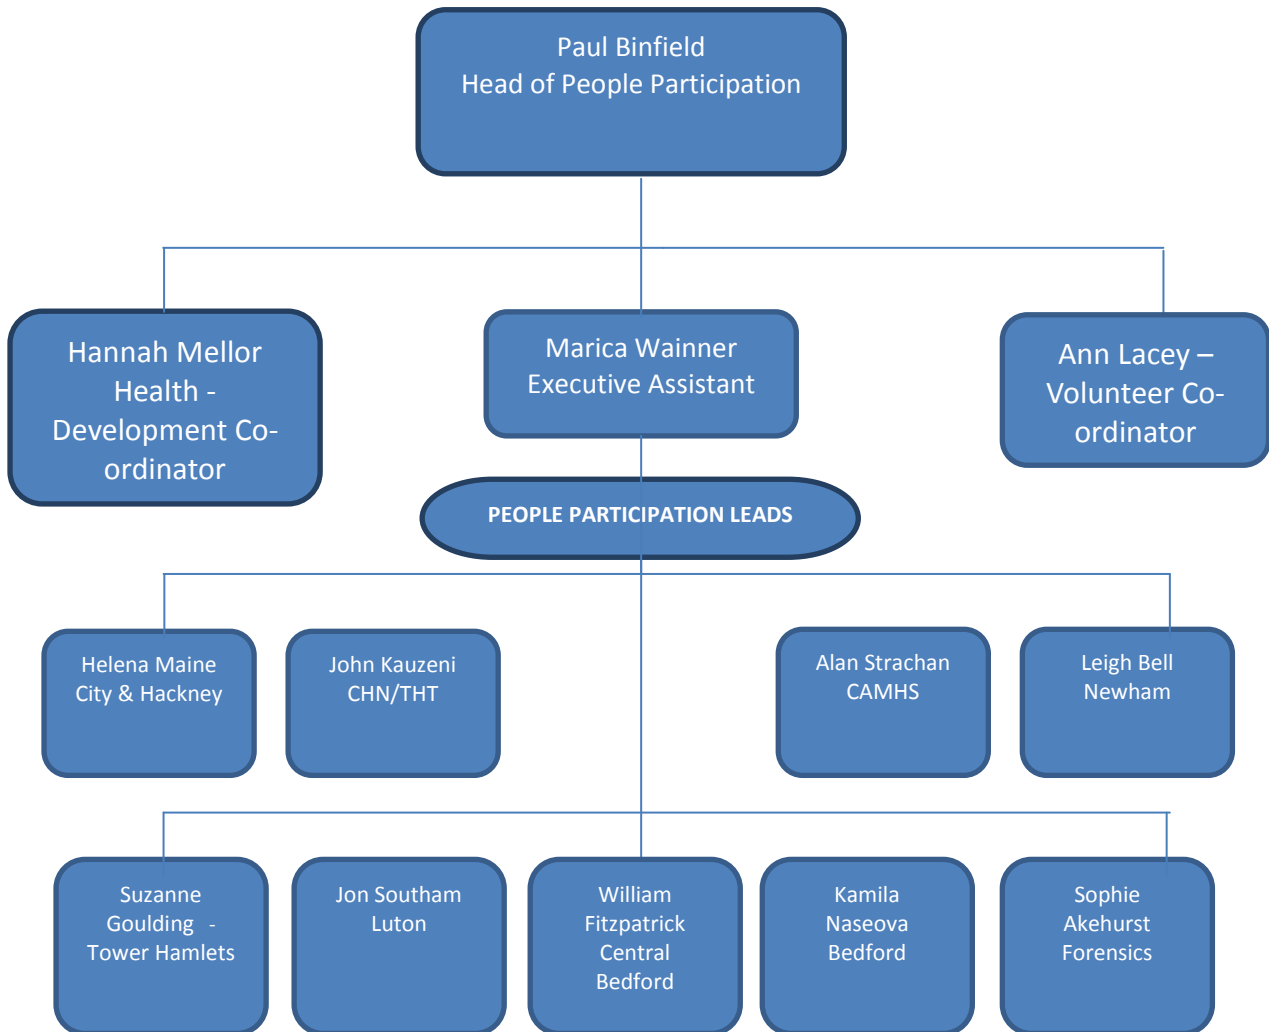 Paul Binfield
Head of People Participation
Hannah Mellor
Health -
Development Co-
ordinator
Marica Wainner
Executive Assistant
Ann Lacey –
Volunteer Co-
ordinator
PEOPLE PARTICIPATION LEADS
Helena Maine
City & Hackney
John Kauzeni
CHN/THT
Alan Strachan
CAMHS
Leigh Bell
Newham
Suzanne
Goulding -
Tower Hamlets
Jon Southam
Luton
William
Fitzpatrick
Central
Bedford
Kamila
Naseova
Bedford
Sophie
Akehurst
Forensics